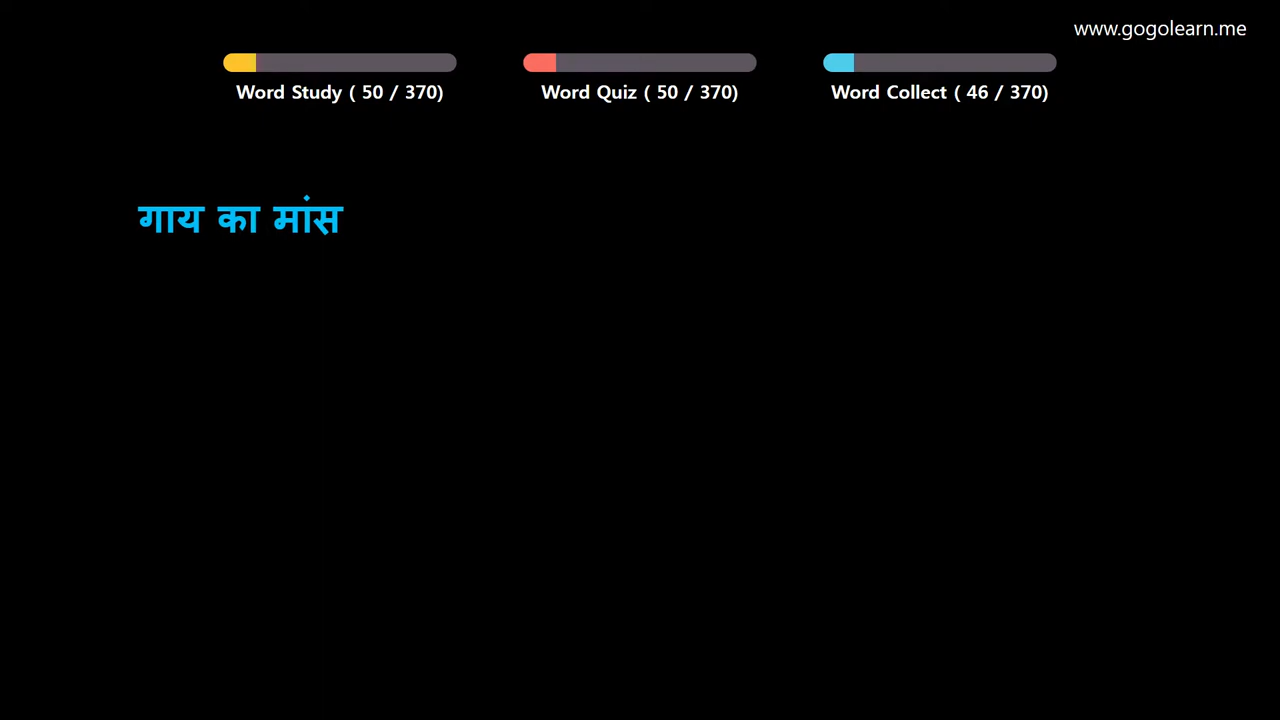 www.gogolearn.me
Word Study ( 50 / 370)
Word Quiz ( 50 / 370)
Word Collect ( 46 / 370)
गाय का मांस